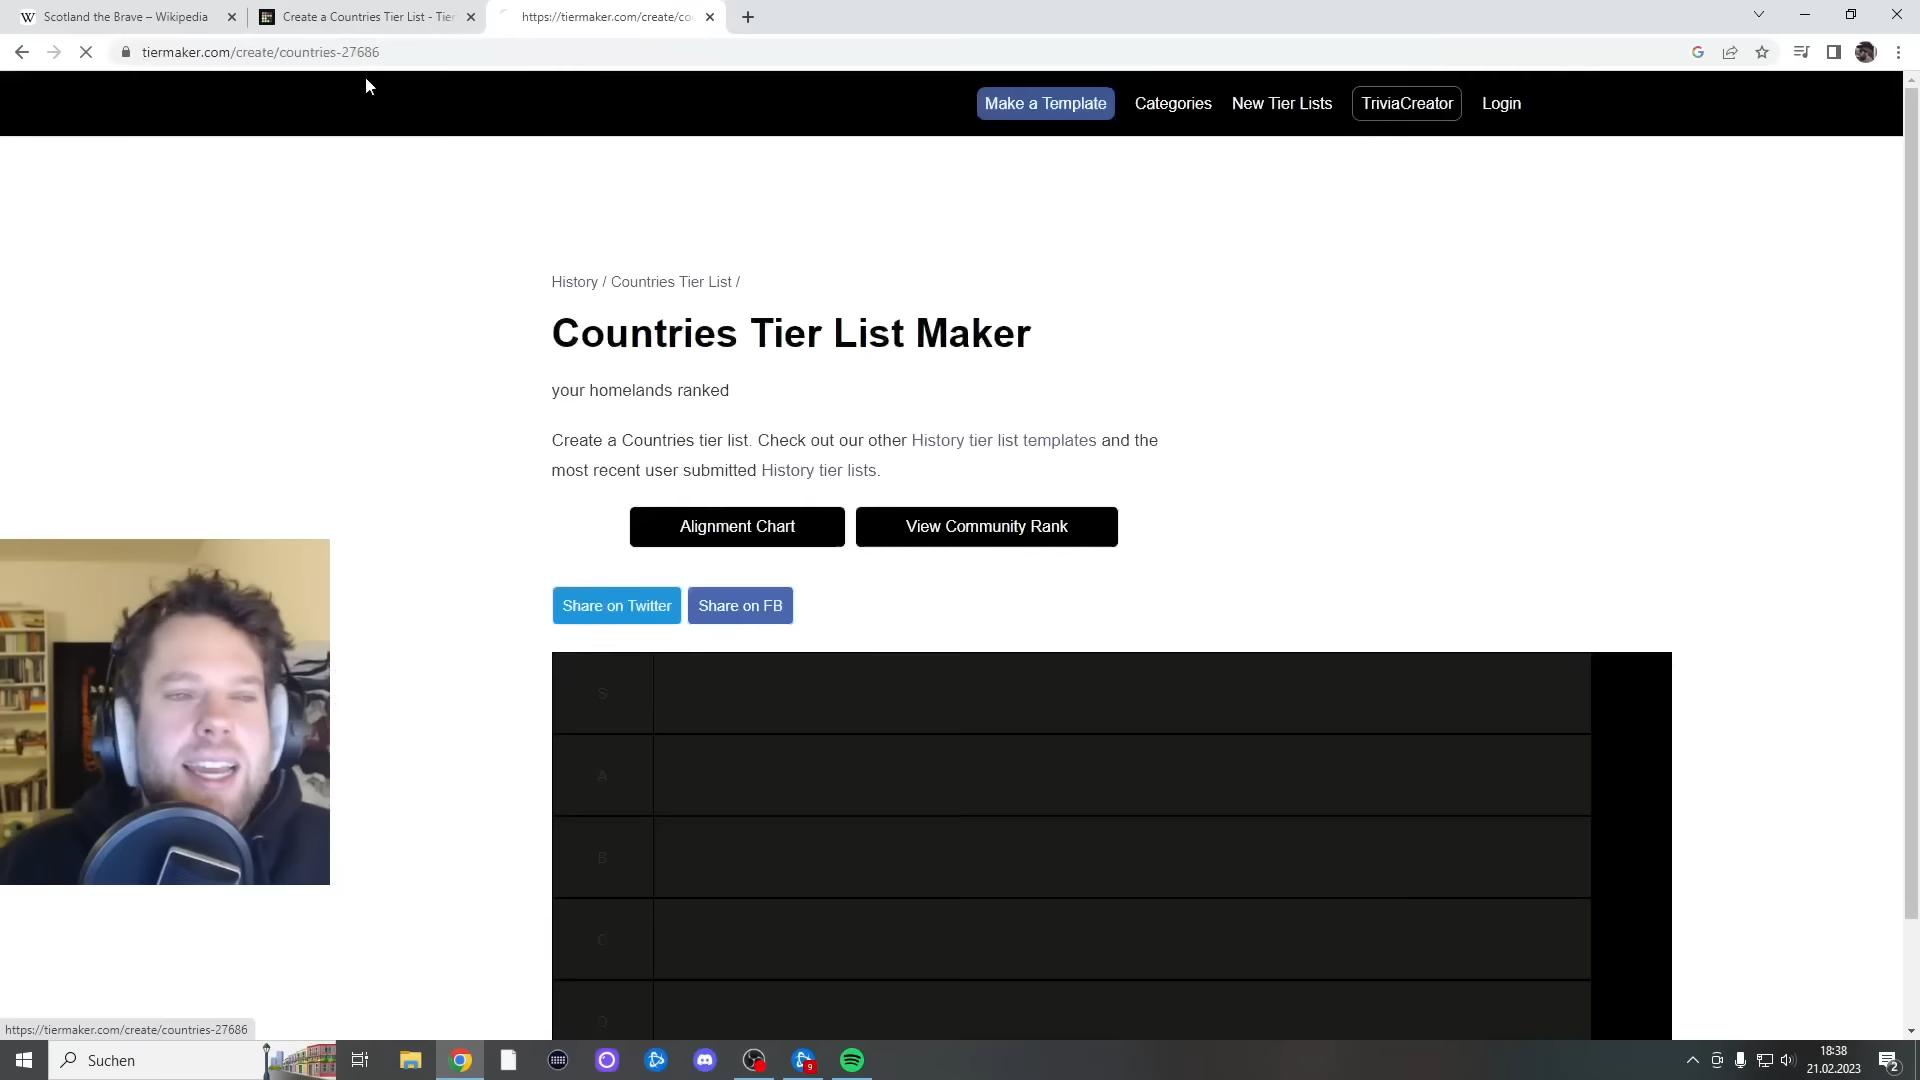 Scotland the Brave – Wikipedia
Create a Countries Tier List - Tier
https://tiermaker.com/create/cou
tiermaker.com/create/countries-27686
Make a Template
Categories
New Tier Lists
TriviaCreator
Login
History / Countries Tier List /
Countries Tier List Maker
your homelands ranked
Create a Countries tier list. Check out our other History tier list templates and the
most recent user submitted History tier lists.
Alignment Chart
View Community Rank
Share on Twitter
Share on FB
S
A
B
C
D
https://tiermaker.com/create/countries-27686
Suchen
9
18:38
21.02.2023
2